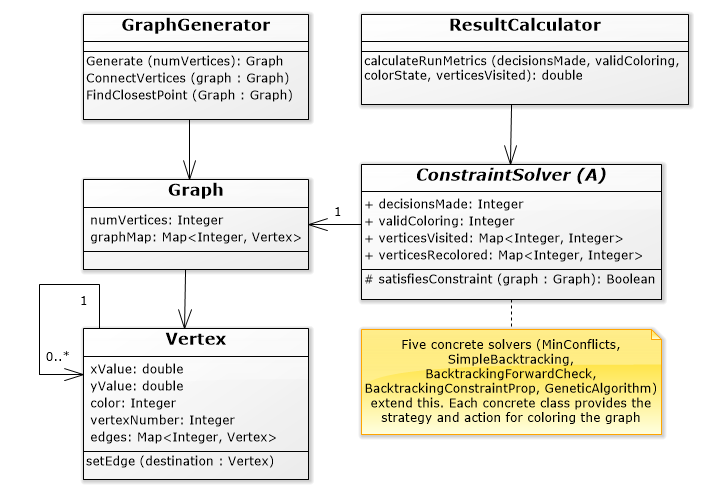 GraphGenerator
Generate (numVertices): Graph
ConnectVertices (graph : Graph)
FindClosestPoint (Graph : Graph)
ResultCalculator
calculateRunMetrics (decisionsMade, validColoring,
colorState, verticesVisited): double
Graph
numVertices: Integer
graphMap: Map<Integer, Vertex>
1
ConstraintSolver (A)
+ decisionsMade: Integer
+ validColoring: Integer
+ verticesVisited: Map<Integer, Integer>
+ verticesRecolored: Map<Integer, Integer>
# satisfiesConstraint (graph : Graph): Boolean
1
0..*
Vertex
xValue: double
yValue: double
color: Integer
vertexNumber: Integer
edges: Map<Integer, Vertex>
setEdge (destination : Vertex)
Five concrete solvers (MinConflicts,
SimpleBacktracking,
BacktrackingForwardCheck,
BacktrackingConstraintProp, GeneticAlgorithm)
extend this. Each concrete class provides the
strategy and action for coloring the graph